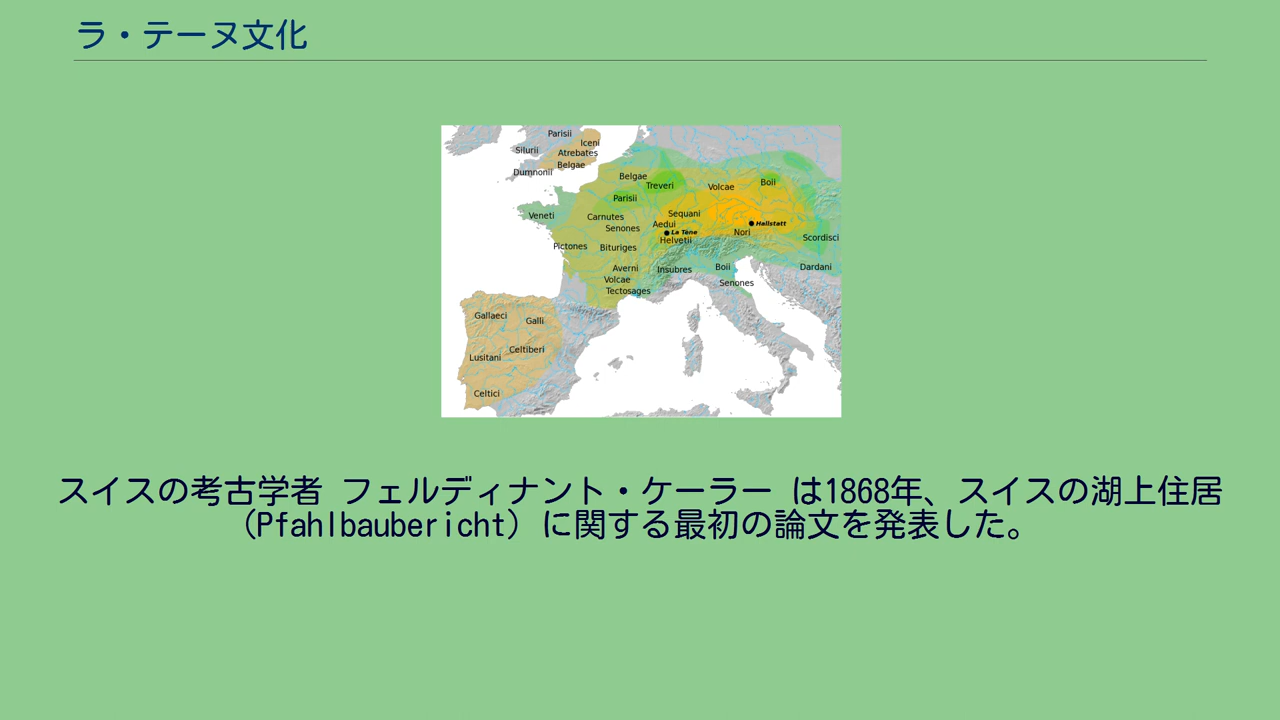 ラ・テーヌ文化
Parisii
Iceni
Silurii
Atrebates
Belgae
Dumnonii
Belgae
Treveri
Volcae
Boii
Parisii
Veneti
Carnutes
Sequani
Senones
Aedui
La Tène
Hallstatt
Nori
Helvetii
Scordisci
Pictones
Bituriges
Averni
Insubres
Boii
Dardani
Volcae
Tectosages
Senones
Gallaeci
Galli
Celtiberi
Lusitani
Celtici
スイスの考古学者 フェルディナント・ケーラー は1868年、スイスの湖上住居
（Pfahlbaubericht）に関する最初の論文を発表した。